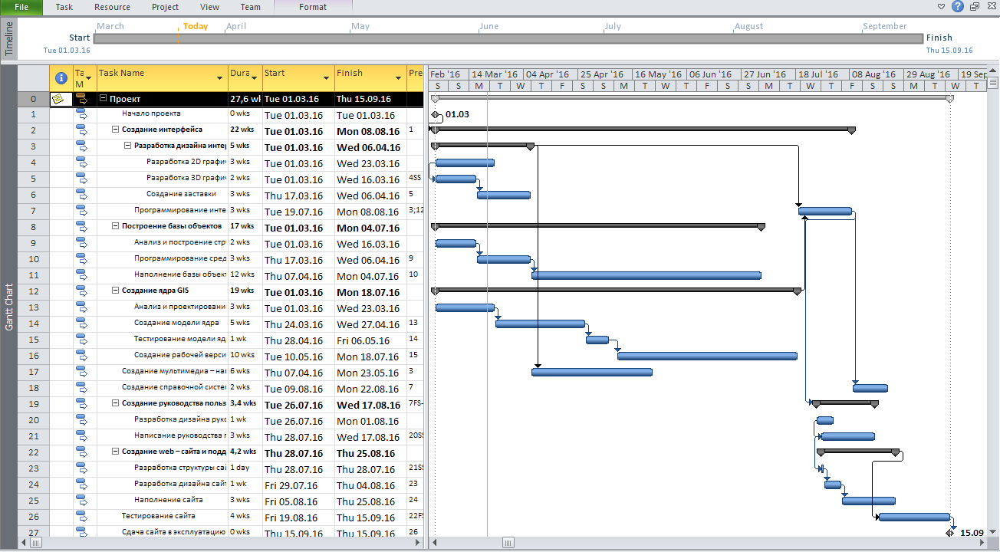 File Task Resource Project View Team Format
Timeline
March Today April May June July August September
Start
Tue 01.03.16
Finish
Thu 15.09.16
Gantt Chart
Ta M Task Name Dura Start Finish Pre
Feb '16 14 Mar '16 04 Apr '16 25 Apr '16 16 May '16 06 Jun '16 27 Jun '16 18 Jul '16 08 Aug '16 29 Aug '16 19 Sep
S S M T W T F S S M T W T F S S M T W T F S S M T W T
0 Проект 27,6 wl Tue 01.03.16 Thu 15.09.16
1 Начало проекта 0 wks Tue 01.03.16 Tue 01.03.16
01.03
2 Создание интерфейса 22 wks Tue 01.03.16 Mon 08.08.16 1
3 Разработка дизайна интер 5 wks Tue 01.03.16 Wed 06.04.16
4 Разработка 2D графич 3 wks Tue 01.03.16 Wed 23.03.16
5 Разработка 3D графич 2 wks Tue 01.03.16 Wed 16.03.16 4SS
6 Создание заставки 3 wks Thu 17.03.16 Wed 06.04.16 5
7 Программирование инте 3 wks Tue 19.07.16 Mon 08.08.16 3;12
8 Построение базы объектов 17 wks Tue 01.03.16 Mon 04.07.16
9 Анализ и построение стр 2 wks Tue 01.03.16 Wed 16.03.16
10 Программирование сред 3 wks Thu 17.03.16 Wed 06.04.16 9
11 Наполнение базы объект 12 wks Thu 07.04.16 Mon 04.07.16 10
12 Создание ядра GIS 19 wks Tue 01.03.16 Mon 18.07.16
13 Анализ и проектировани 3 wks Tue 01.03.16 Wed 23.03.16
14 Создание модели ядра 5 wks Thu 24.03.16 Wed 27.04.16 13
15 Тестирование модели яд 1 wk Thu 28.04.16 Fri 06.05.16 14
16 Создание рабочей верси 10 wks Tue 10.05.16 Mon 18.07.16 15
17 Создание мультимедиа – на 6 wks Thu 07.04.16 Mon 23.05.16 3
18 Создание справочной систе 2 wks Tue 09.08.16 Mon 22.08.16 7
19 Создание руководства польз 3,4 wks Tue 26.07.16 Wed 17.08.16 7FS-
20 Разработка дизайна рукс 1 wk Tue 26.07.16 Mon 01.08.16
21 Написание руководства г 3 wks Thu 28.07.16 Wed 17.08.16 20SS
22 Создание web – сайта и подд 4,2 wks Thu 28.07.16 Thu 25.08.16
23 Разработка структуры сай 1 day Thu 28.07.16 Thu 28.07.16 21SS
24 Разработка дизайн сайт 1 wk Fri 29.07.16 Thu 04.08.16 23
25 Наполнение сайта 3 wks Fri 05.08.16 Thu 25.08.16 24
26 Тестирование сайта 4 wks Fri 19.08.16 Thu 15.09.16 22FS
27 Сдача сайта в эксплуатацию 0 wks Thu 15.09.16 Thu 15.09.16 26
15.09